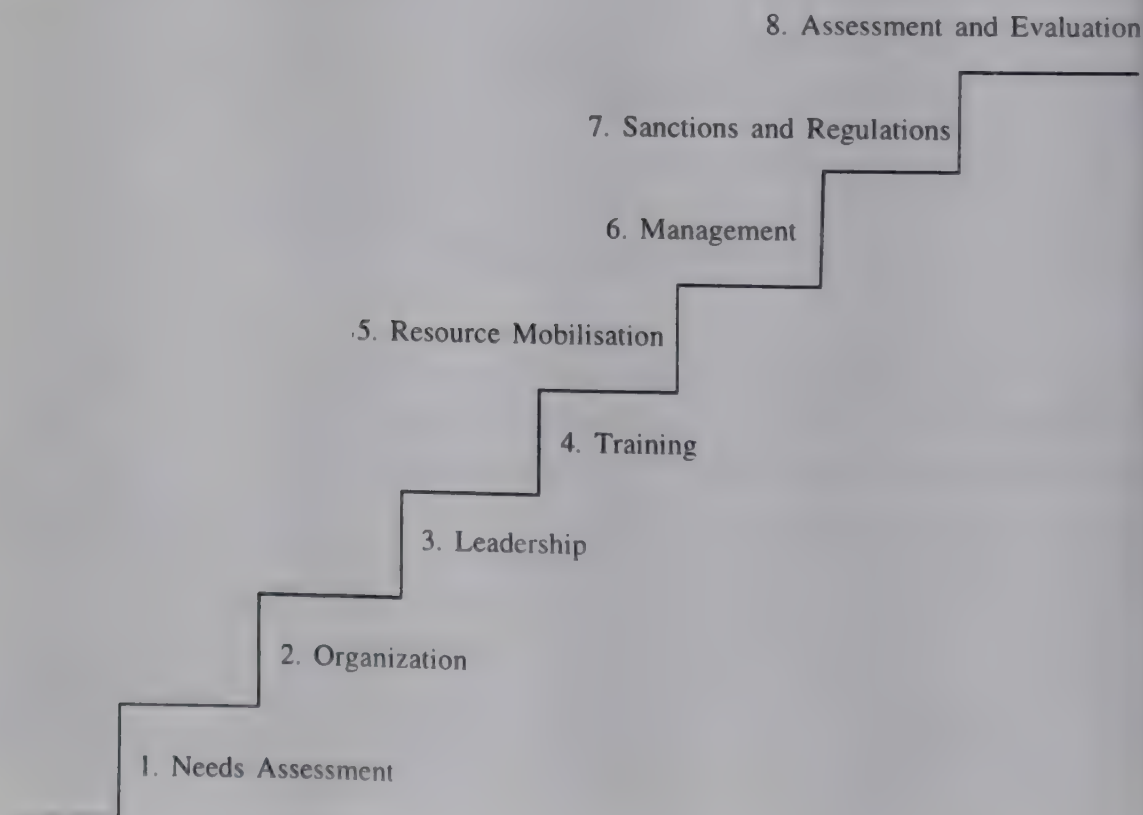 8. Assessment and Evaluation
7. Sanctions and Regulations
6. Management
5. Resource Mobilisation
4. Training
3. Leadership
2. Organization
1. Needs Assessment